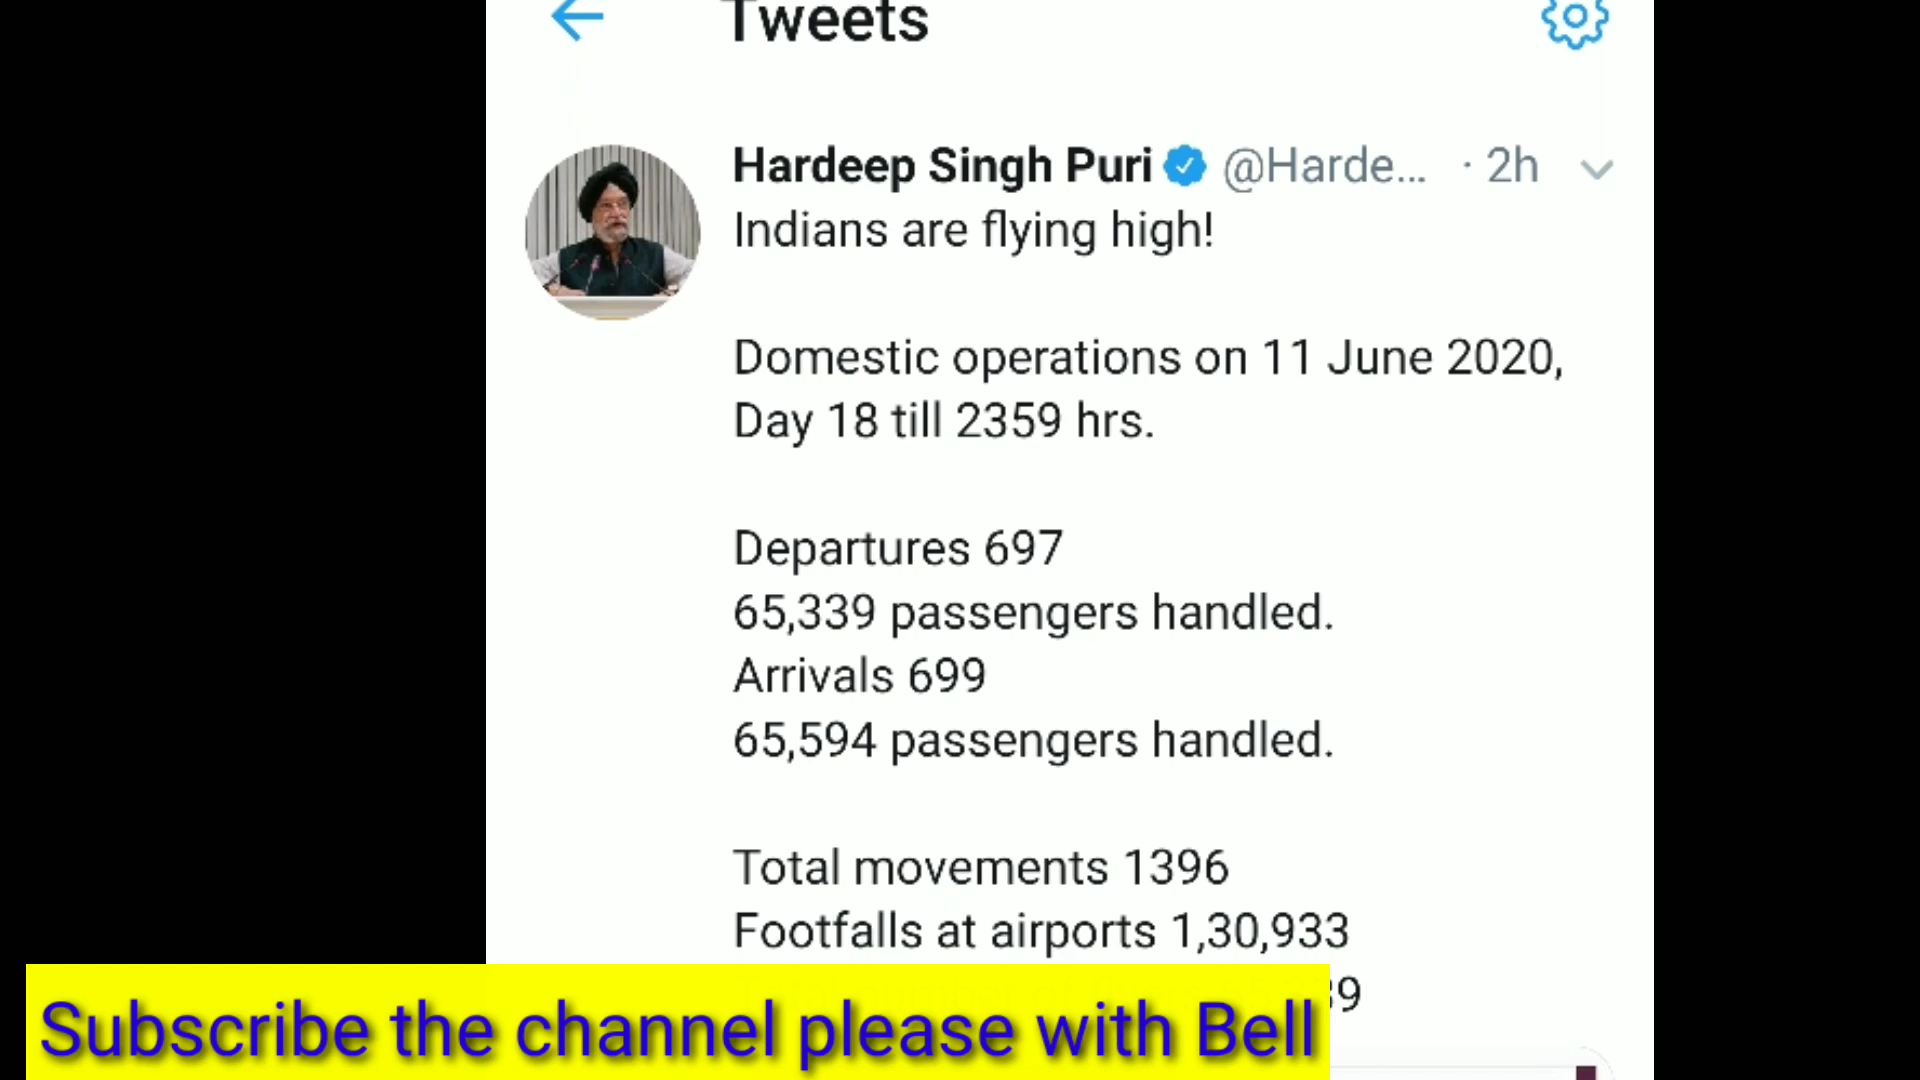 Tweets
Hardeep Singh Puri @Harde... · 2h
Indians are flying high!
Domestic operations on 11 June 2020,
Day 18 till 2359 hrs.
Departures 697
65,339 passengers handled.
Arrivals 699
65,594 passengers handled.
Total movements 1396
Footfalls at airports 1,30,933
Subscribe the channel please with Bell